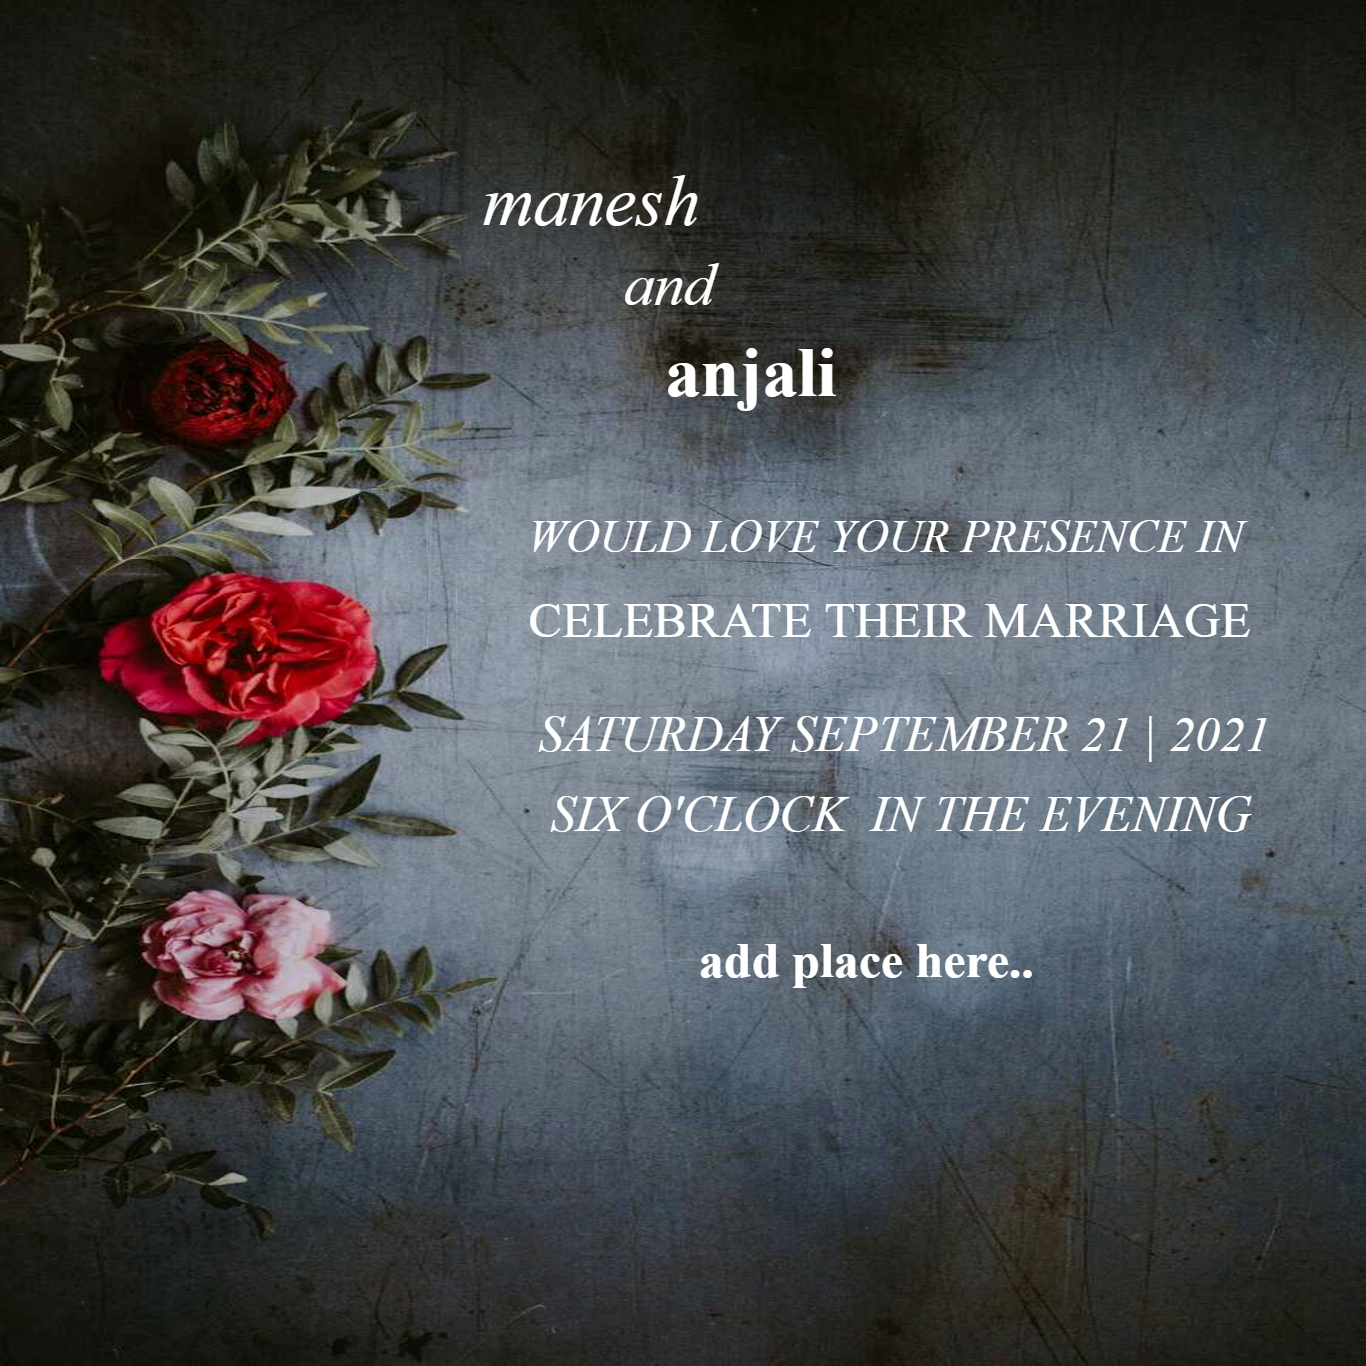 manesh
and
anjali
WOULD LOVE YOUR PRESENCE IN
CELEBRATE THEIR MARRIAGE
SATURDAY SEPTEMBER 21 | 2021
SIX O'CLOCK  IN THE EVENING
add place here..